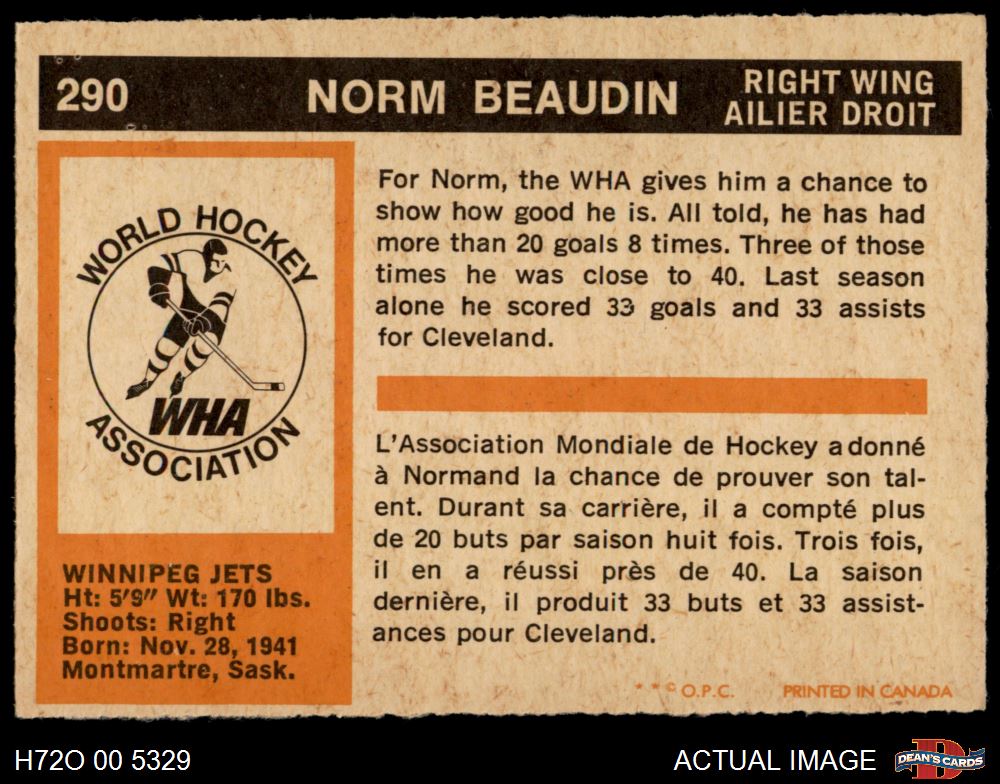 290
NORM BEAUDIN
RIGHT WING
AILIER DROIT
WORLD HOCKEY
WHA
ASSOCIATION
WINNIPEG JETS
Ht: 5'9" Wt: 170 lbs.
Shoots: Right
Born: Nov. 28, 1941
Montmartre, Sask.
For Norm, the WHA gives him a chance to
show how good he is. All told, he has had
more than 20 goals 8 times. Three of those
times he was close to 40. Last season
alone he scored 33 goals and 33 assists
for Cleveland.
L'Association Mondiale de Hockey a donné
à Normand la chance de prouver son tal-
ent. Durant sa carrière, il a compté plus
de 20 buts par saison huit fois. Trois fois,
il en a réussi près de 40. La saison
dernière, il produit 33 buts et 33 assist-
ances pour Cleveland.
* * © O.P.C. PRINTED IN CANADA
H72O 00 5329
ACTUAL IMAGE
DEAN'S CARDS